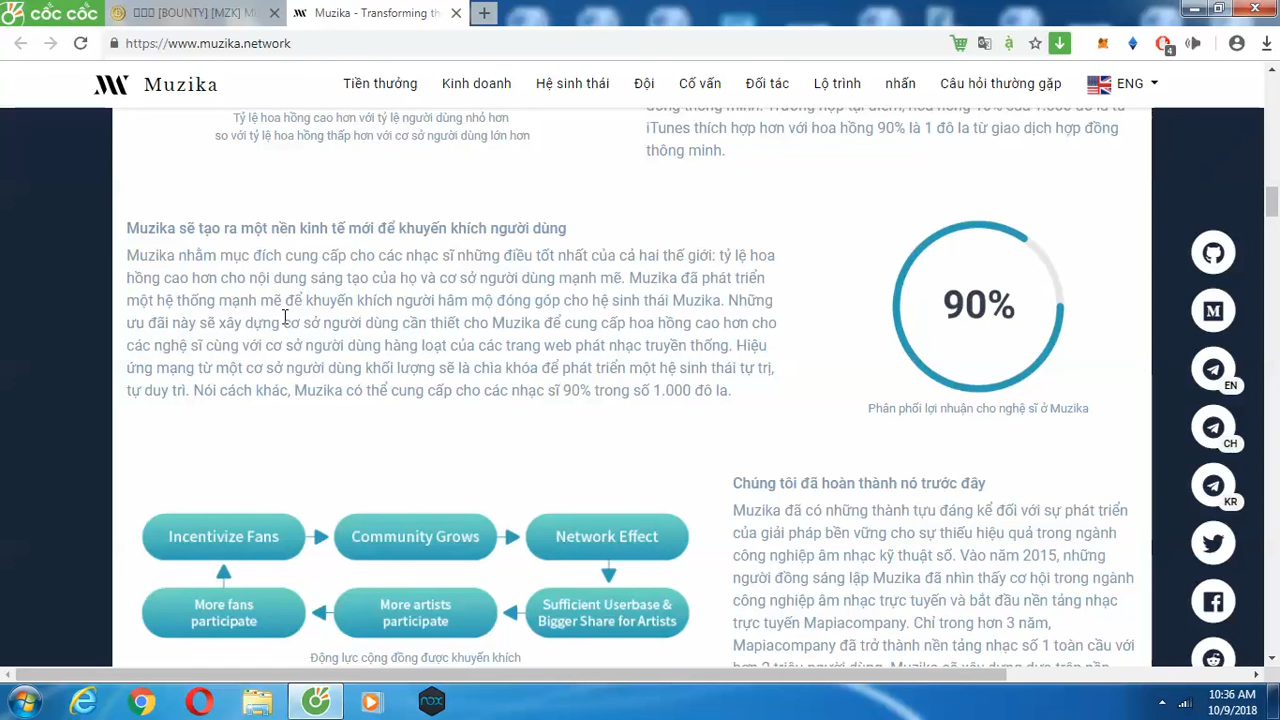 cốc cốc
[BOUNTY] [MZK] M
Muzika - Transforming th
https://www.muzika.network
4
Muzika
Tiền thưởng
Kinh doanh
Hệ sinh thái
Đội
Cố vấn
Đối tác
Lộ trình
nhấn
Câu hỏi thường gặp
ENG
Tỷ lệ hoa hồng cao hơn với tỷ lệ người dùng nhỏ hơn
so với tỷ lệ hoa hồng thấp hơn với cơ sở người dùng lớn hơn
iTunes thích hợp hơn với hoa hồng 90% là 1 đô la từ giao dịch hợp đồng
thông minh.
Muzika sẽ tạo ra một nền kinh tế mới để khuyến khích người dùng
Muzika nhằm mục đích cung cấp cho các nhạc sĩ những điều tốt nhất của cả hai thế giới: tỷ lệ hoa
hồng cao hơn cho nội dung sáng tạo của họ và cơ sở người dùng mạnh mẽ. Muzika đã phát triển
một hệ thống mạnh mẽ để khuyến khích người hâm mộ đóng góp cho hệ sinh thái Muzika. Những
ưu đãi này sẽ xây dựng cơ sở người dùng cần thiết cho Muzika để cung cấp hoa hồng cao hơn cho
các nghệ sĩ cùng với cơ sở người dùng hàng loạt của các trang web phát nhạc truyền thống. Hiệu
ứng mạng từ một cơ sở người dùng khối lượng sẽ là chìa khóa để phát triển một hệ sinh thái tự trị,
tự duy trì. Nói cách khác, Muzika có thể cung cấp cho các nhạc sĩ 90% trong số 1.000 đô la.
90%
Phân phối lợi nhuận cho nghệ sĩ ở Muzika
Incentivize Fans
Community Grows
Network Effect
More fans
participate
More artists
participate
Sufficient Userbase &
Bigger Share for Artists
Động lực cộng đồng được khuyến khích
Chúng tôi đã hoàn thành nó trước đây
Muzika đã có những thành tựu đáng kể đối với sự phát triển
của giải pháp bền vững cho sự thiếu hiệu quả trong ngành
công nghiệp âm nhạc kỹ thuật số. Vào năm 2015, những
người đồng sáng lập Muzika đã nhìn thấy cơ hội trong ngành
công nghiệp âm nhạc trực tuyến và bắt đầu nền tảng nhạc
trực tuyến Mapiacompany. Chỉ trong hơn 3 năm,
Mapiacompany đã trở thành nền tảng nhạc số 1 toàn cầu với
EN
CH
KR
nox
10:36 AM
10/9/2018